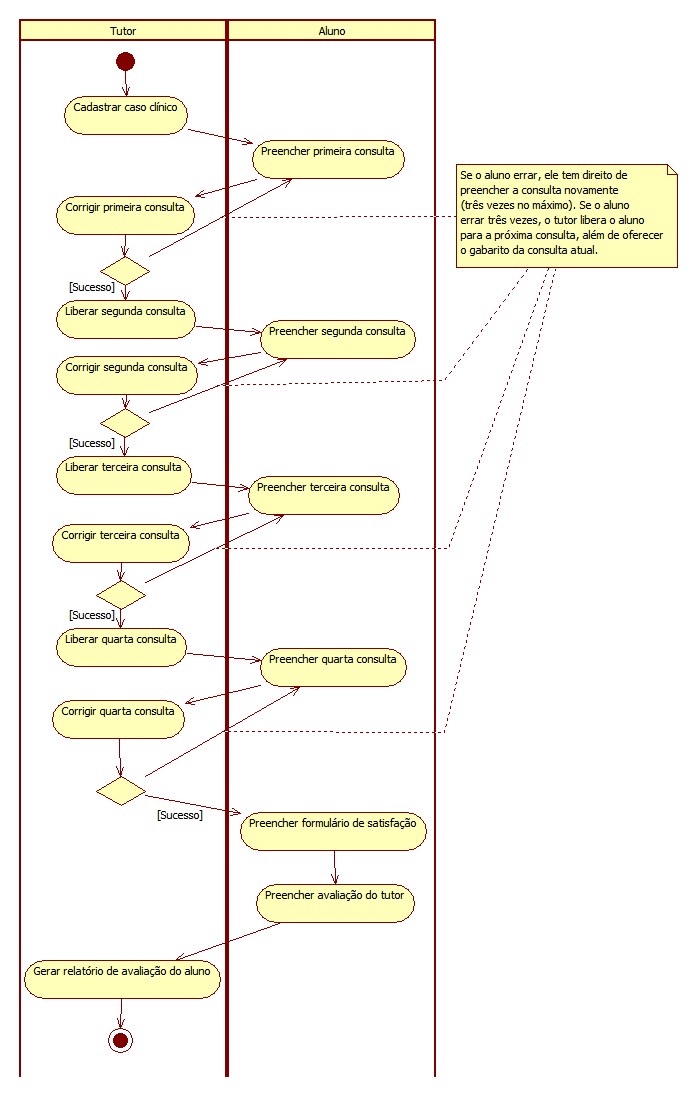 Tutor
Aluno
Cadastrar caso clínico
Preencher primeira consulta
Se o aluno errar, ele tem direito de
preencher a consulta novamente
(três vezes no máximo). Se o aluno
errar três vezes, o tutor libera o aluno
para a próxima consulta, além de oferecer
o gabarito da consulta atual.
Corrigir primeira consulta
[Sucesso]
Liberar segunda consulta
Preencher segunda consulta
Corrigir segunda consulta
[Sucesso]
Liberar terceira consulta
Preencher terceira consulta
Corrigir terceira consulta
[Sucesso]
Liberar quarta consulta
Preencher quarta consulta
Corrigir quarta consulta
[Sucesso]
Preencher formulário de satisfação
Preencher avaliação do tutor
Gerar relatório de avaliação do aluno